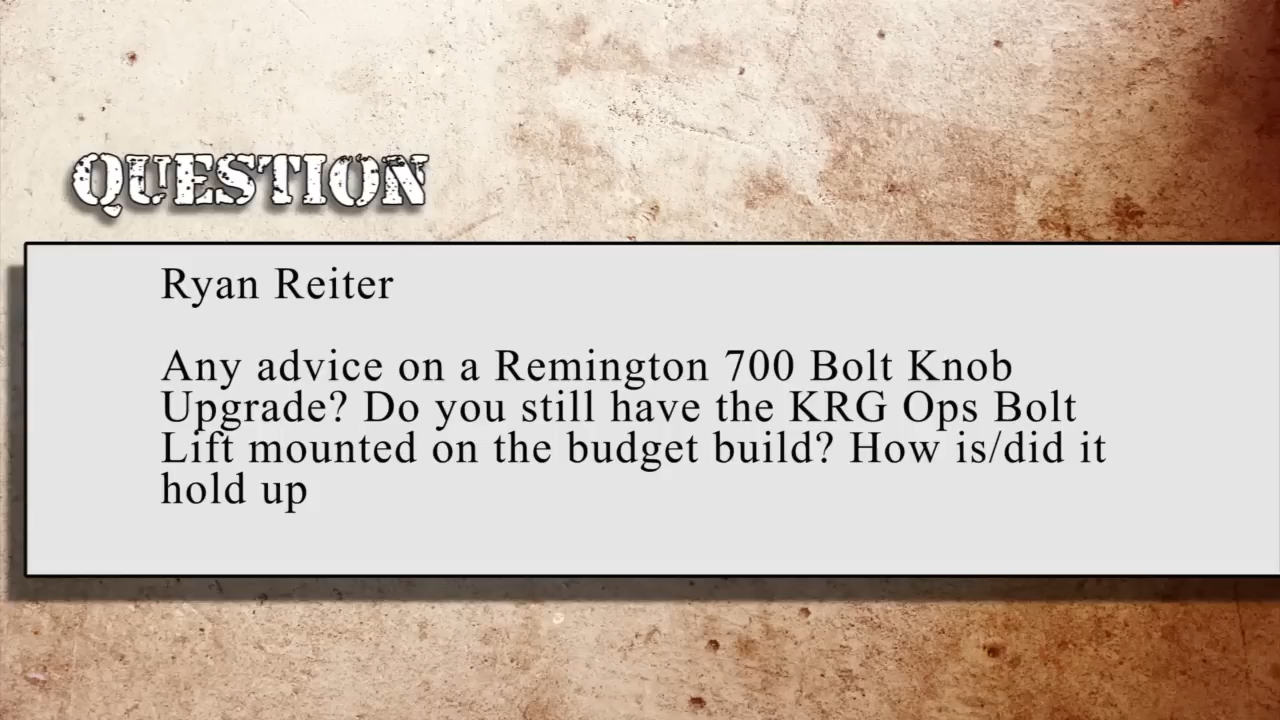 QUESTION
Ryan Reiter
Any advice on a Remington 700 Bolt Knob
Upgrade? Do you still have the KRG Ops Bolt
Lift mounted on the budget build? How is/did it
hold up